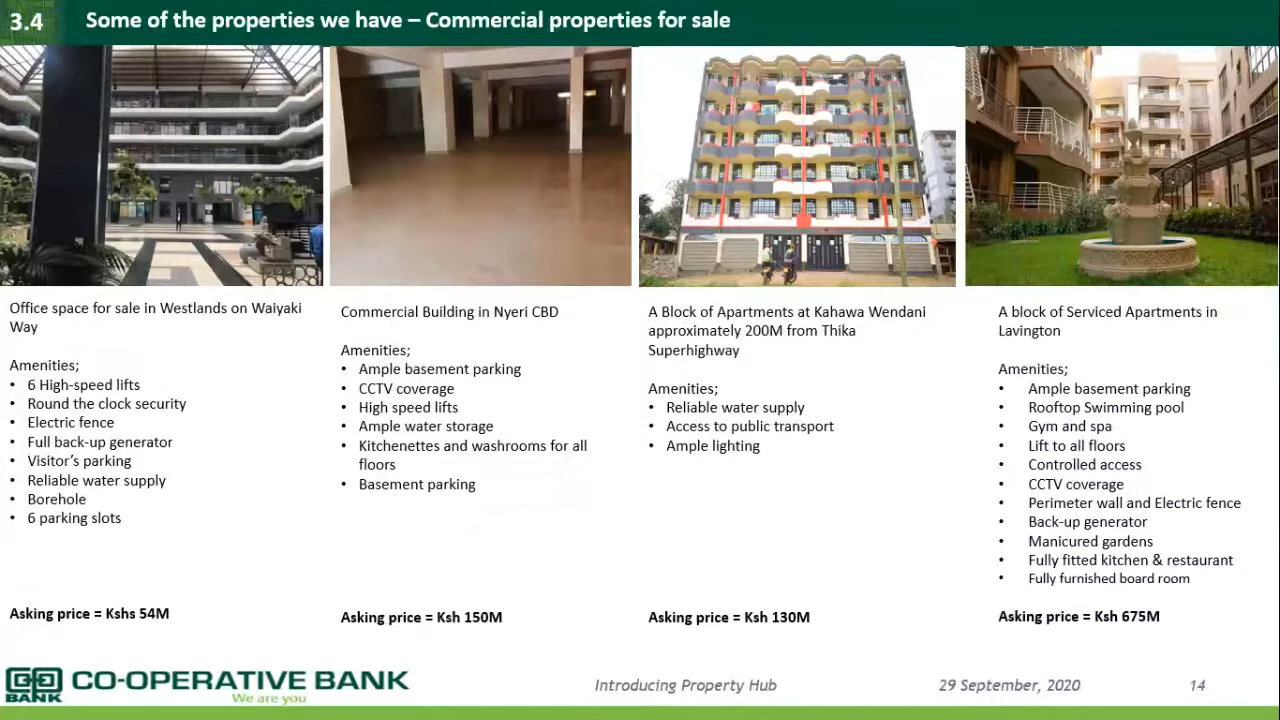 3.4
Some of the properties we have – Commercial properties for sale
Office space for sale in Westlands on Waiyaki
Way
Amenities;
• 6 High-speed lifts
• Round the clock security
• Electric fence
• Full back-up generator
• Visitor’s parking
• Reliable water supply
• Borehole
• 6 parking slots
Asking price = Kshs 54M
Commercial Building in Nyeri CBD
Amenities;
• Ample basement parking
• CCTV coverage
• High speed lifts
• Ample water storage
• Kitchenettes and washrooms for all
floors
• Basement parking
Asking price = Ksh 150M
A Block of Apartments at Kahawa Wendani
approximately 200M from Thika
Superhighway
Amenities;
• Reliable water supply
• Access to public transport
• Ample lighting
Asking price = Ksh 130M
A block of Serviced Apartments in
Lavington
Amenities;
• Ample basement parking
• Rooftop Swimming pool
• Gym and spa
• Lift to all floors
• Controlled access
• CCTV coverage
• Perimeter wall and Electric fence
• Back-up generator
• Manicured gardens
• Fully fitted kitchen & restaurant
• Fully furnished board room
Asking price = Ksh 675M
BANK
CO-OPERATIVE BANK
We are you
Introducing Property Hub
29 September, 2020
14